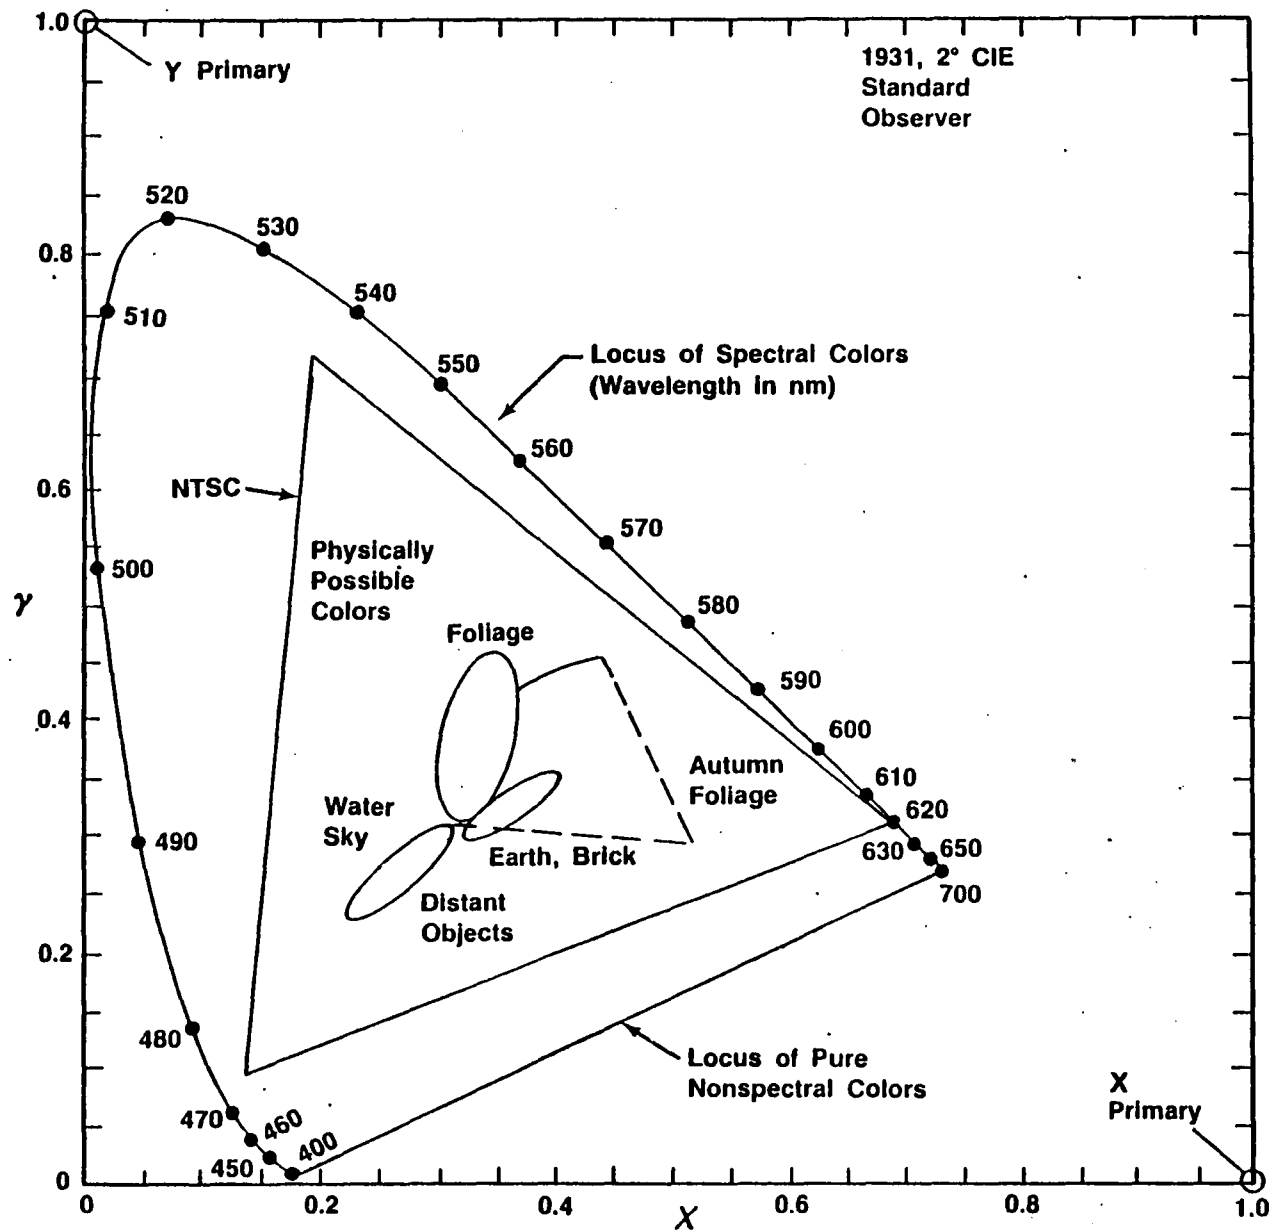 1.0
Y Primary
1931, 2° CIE
Standard
Observer
520
530
0.8
540
510
550
Locus of Spectral Colors
(Wavelength in nm)
560
NTSC
0.6
570
Physically
Possible
Colors
500
580
γ
Foliage
590
0.4
600
Autumn
Foliage
610
Water
Sky
620
490
Earth, Brick
630
650
700
Distant
Objects
0.2
480
Locus of Pure
Nonspectral Colors
X
Primary
470
460
450
400
0
0
0.2
0.4
0.6
0.8
1.0
X